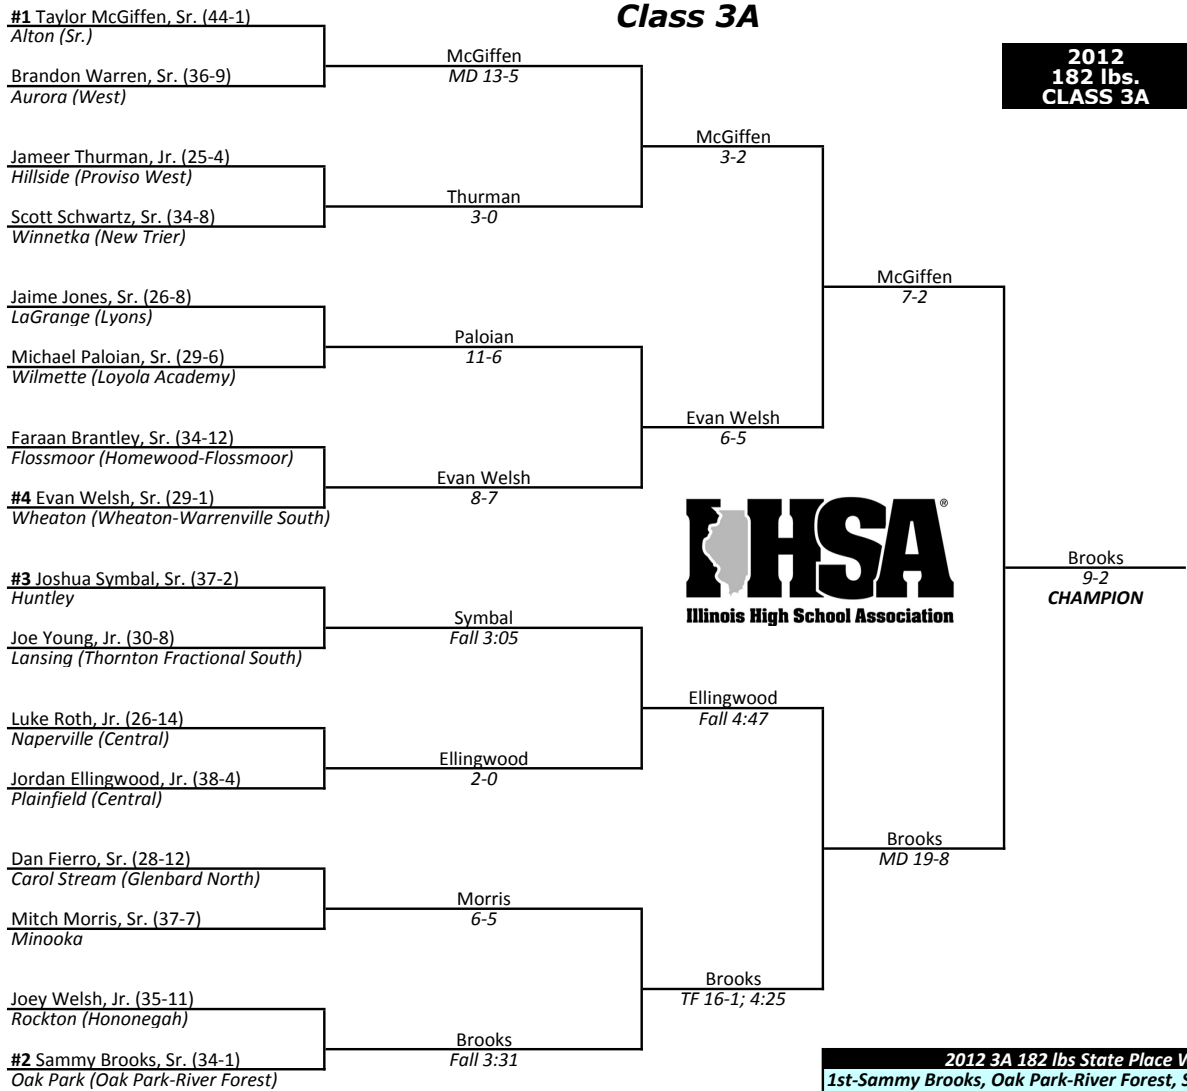 Class 3A
2012
182 lbs.
CLASS 3A
#1 Taylor McGiffen, Sr. (44-1)
Alton (Sr.)
Brandon Warren, Sr. (36-9)
Aurora (West)
Jameer Thurman, Jr. (25-4)
Hillside (Proviso West)
Scott Schwartz, Sr. (34-8)
Winnetka (New Trier)
Jaime Jones, Sr. (26-8)
LaGrange (Lyons)
Michael Paloian, Sr. (29-6)
Wilmette (Loyola Academy)
Faraan Brantley, Sr. (34-12)
Flossmoor (Homewood-Flossmoor)
#4 Evan Welsh, Sr. (29-1)
Wheaton (Wheaton-Warrenville South)
#3 Joshua Symbal, Sr. (37-2)
Huntley
Joe Young, Jr. (30-8)
Lansing (Thornton Fractional South)
Luke Roth, Jr. (26-14)
Naperville (Central)
Jordan Ellingwood, Jr. (38-4)
Plainfield (Central)
Dan Fierro, Sr. (28-12)
Carol Stream (Glenbard North)
Mitch Morris, Sr. (37-7)
Minooka
Joey Welsh, Jr. (35-11)
Rockton (Hononegah)
#2 Sammy Brooks, Sr. (34-1)
Oak Park (Oak Park-River Forest)
McGiffen
MD 13-5
Thurman
3-0
Paloian
11-6
Evan Welsh
8-7
Symbal
Fall 3:05
Ellingwood
2-0
Morris
6-5
Brooks
Fall 3:31
McGiffen
3-2
Evan Welsh
6-5
Ellingwood
Fall 4:47
Brooks
TF 16-1; 4:25
McGiffen
7-2
Brooks
MD 19-8
Brooks
9-2
CHAMPION
IHSA®
Illinois High School Association
2012 3A 182 lbs State Place W
1st-Sammy Brooks, Oak Park-River Forest, S